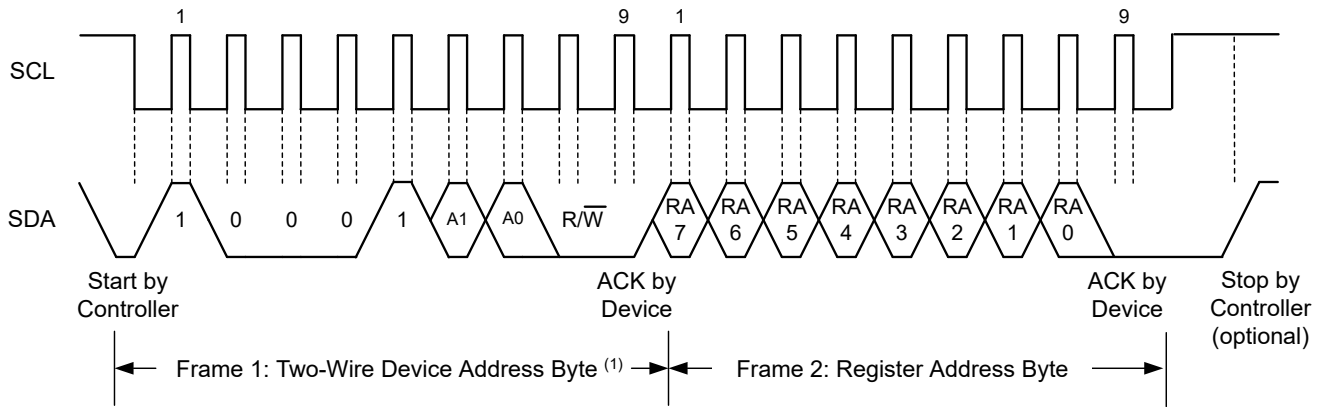 1 9 1 9
SCL
SDA 1 0 0 0 1 A1 A0 R/W̅ RA 7 RA 6 RA 5 RA 4 RA 3 RA 2 RA 1 RA 0
Start by Controller
ACK by Device
ACK by Device
Stop by Controller (optional)
Frame 1: Two-Wire Device Address Byte (1)
Frame 2: Register Address Byte